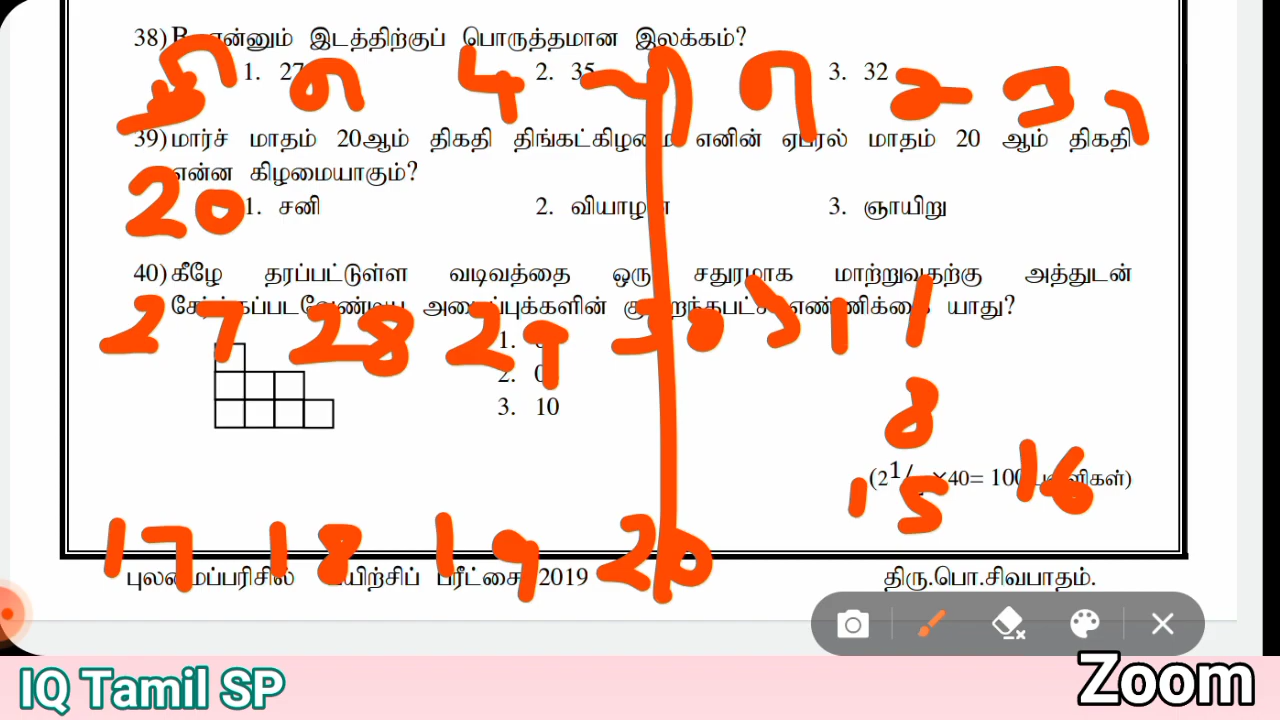 38) B என்னும் இடத்திற்குப் பொருத்தமான இலக்கம்?
1. 27 2. 35 3. 32
39) மார்ச் மாதம் 20ஆம் திகதி திங்கட்கிழமை எனின் ஏப்ரல் மாதம் 20 ஆம் திகதி
என்ன கிழமையாகும்?
20 1. சனி 2. வியாழன் 3. ஞாயிறு
40) கீழே தரப்பட்டுள்ள வடிவத்தை ஒரு சதுரமாக மாற்றுவதற்கு அத்துடன்
சேர்க்கப்படவேண்டிய அடைப்புக்களின் குறைந்தபட்ச எண்ணிக்கை யாது?
27 28 29 30 31 1
1.
2.
3. 10
8
15 16
×40= 100 புள்ளிகள்)
17 18 19 20
புலமைப்பரிசில் பயிற்சிப் பரீட்சை 2019 திரு.பொ.சிவபாதம்.
IQ Tamil SP Zoom